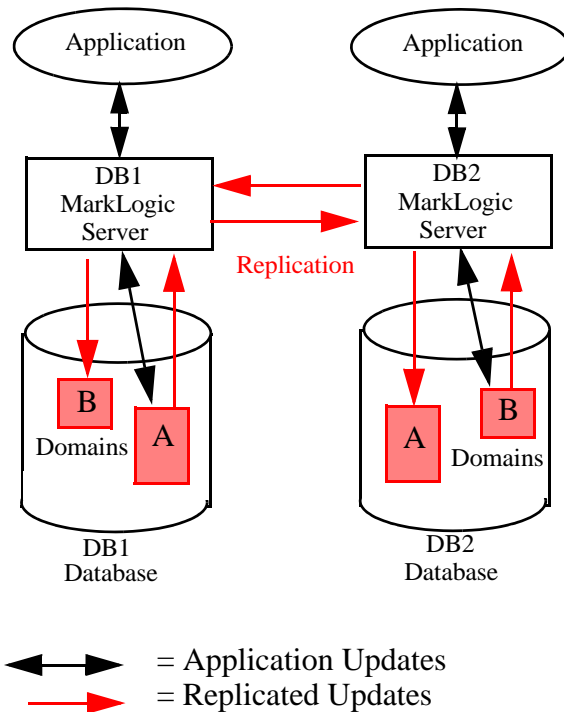 Application
Application
DB1
MarkLogic
Server
DB2
MarkLogic
Server
Replication
B
A
Domains
A
B
Domains
DB1
Database
DB2
Database
= Application Updates
= Replicated Updates